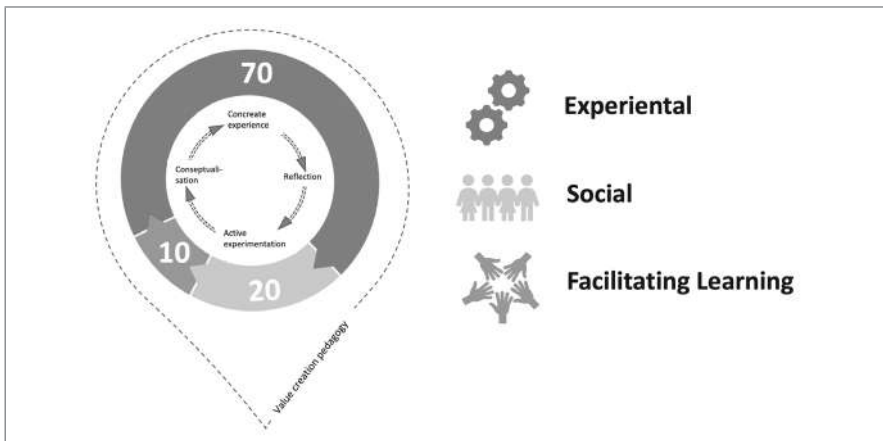 70
Concreate
experience
Conseptuali-
sation
Reflection
Active
experimentation
10
20
Value creation pedagogy
Experiental
Social
Facilitating Learning